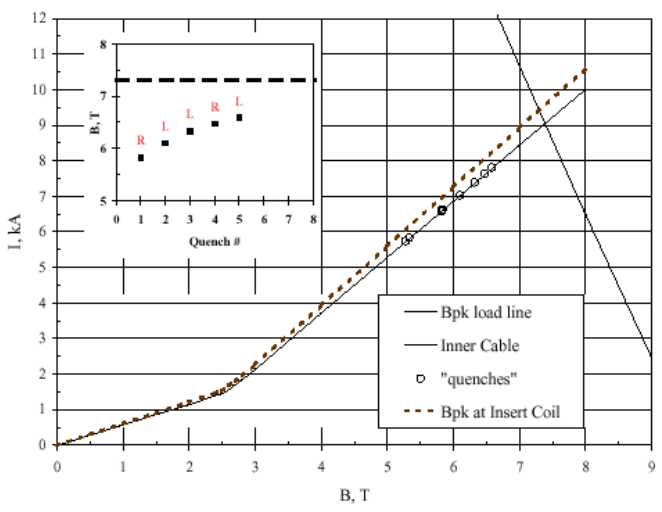 12
11
10
9
8
7
6
5
4
3
2
1
0
I, kA
0 1 2 3 4 5 6 7 8 9
B, T
8
7
6
5
B, T
R L L R L
0 1 2 3 4 5 6 7 8
Quench #
Bpk load line
Inner Cable
"quenches"
Bpk at Insert Coil